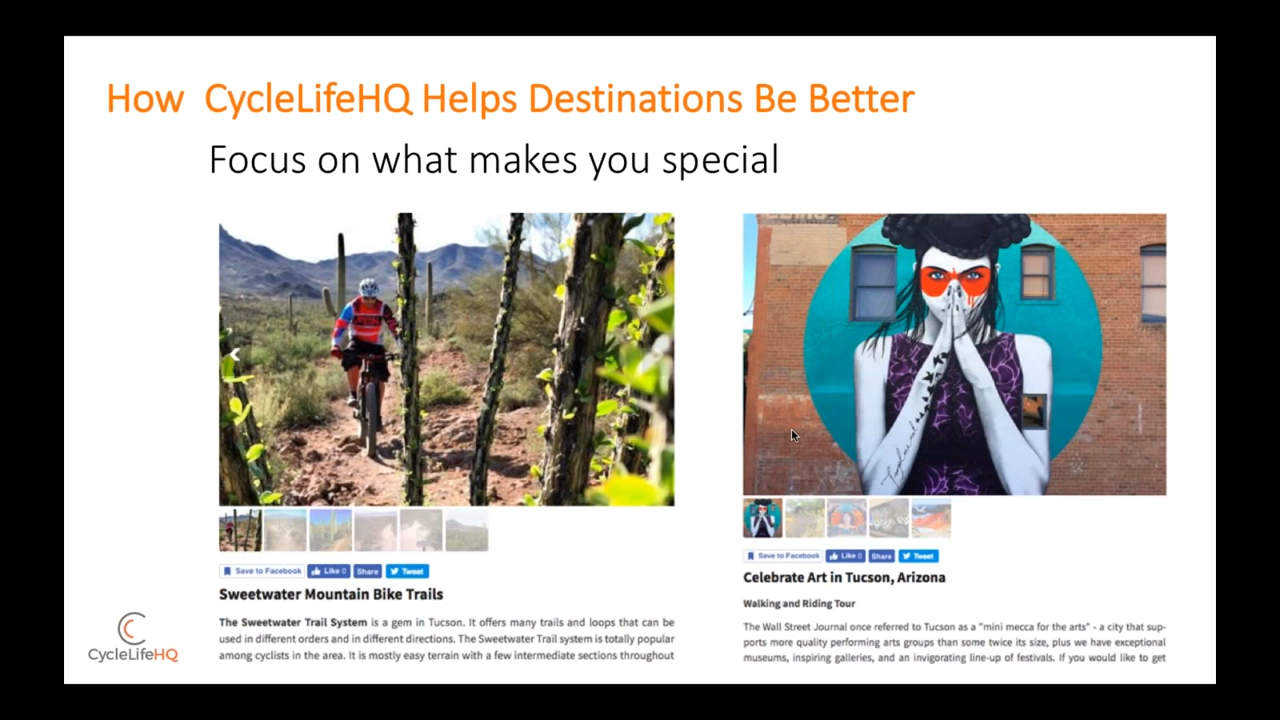 How CycleLifeHQ Helps Destinations Be Better
Focus on what makes you special
Save to Facebook Like 0 Share Tweet
Sweetwater Mountain Bike Trails
The Sweetwater Trail System is a gem in Tucson. It offers many trails and loops that can be
used in different orders and in different directions. The Sweetwater Trail system is totally popular
among cyclists in the area. It is mostly easy terrain with a few intermediate sections throughout
Save to Facebook Like 0 Share Tweet
Celebrate Art in Tucson, Arizona
Walking and Riding Tour
The Wall Street Journal once referred to Tucson as a "mini mecca for the arts" - a city that sup-
ports more quality performing arts groups than some twice its size, plus we have exceptional
museums, inspiring galleries, and an invigorating line-up of festivals. If you would like to get
CycleLifeHQ